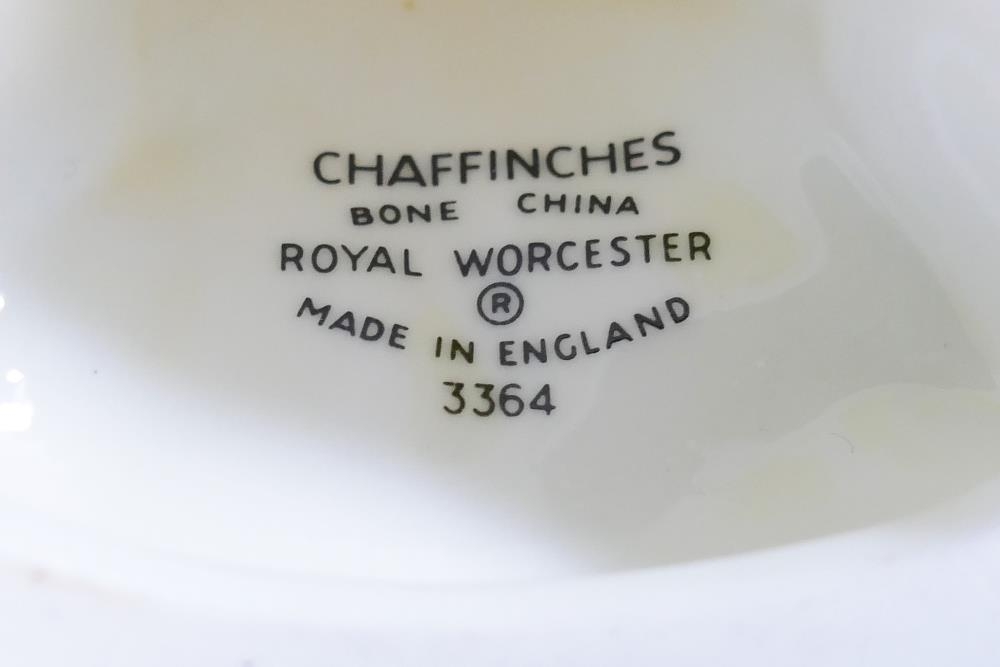 CHAFFINCHES
BONE CHINA
ROYAL WORCESTER
®
MADE IN ENGLAND
3364